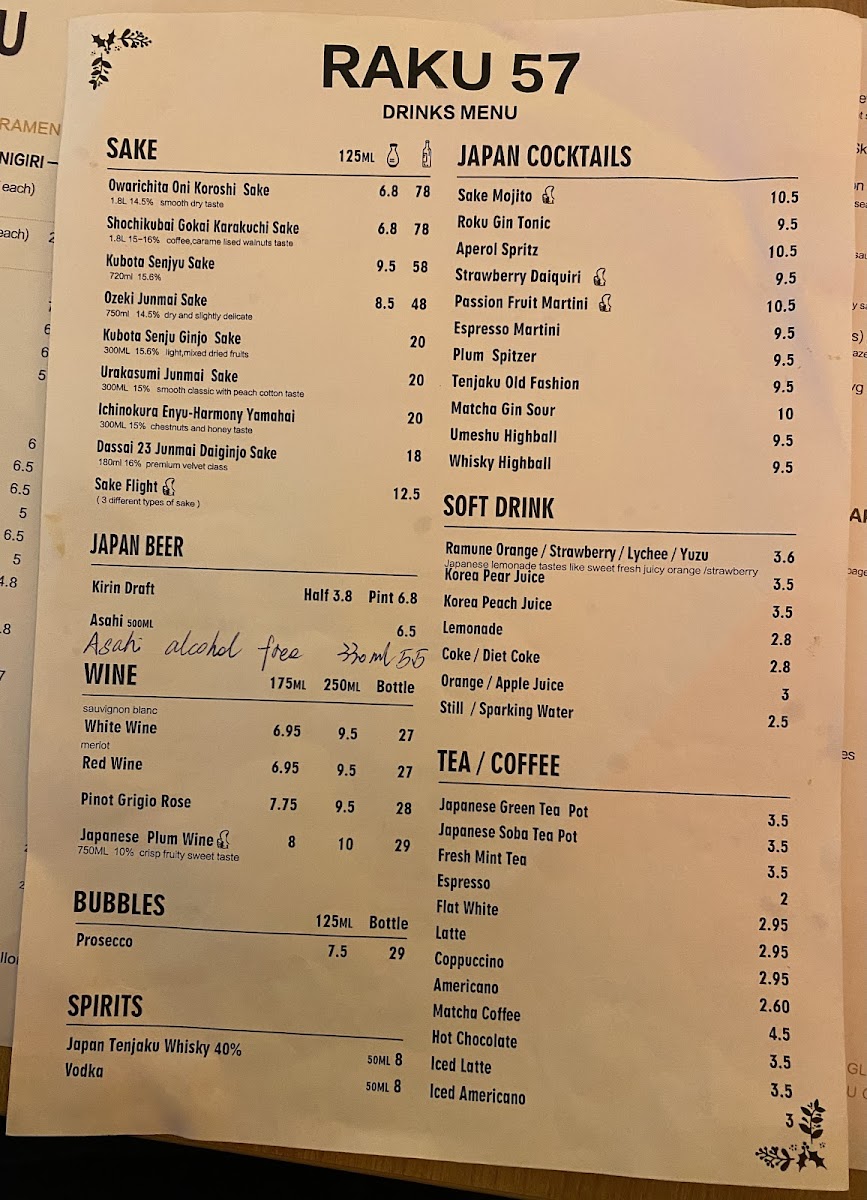 RAKU 57
DRINKS MENU
SAKE 125ML
Owarichita Oni Koroshi Sake 6.8 78
1.8L 14.5% smooth dry taste
Shochikubai Gokai Karakuchi Sake 6.8 78
1.8L 15-16% coffee,carame lised walnuts taste
Kubota Senjyu Sake 9.5 58
720ml 15.6%
Ozeki Junmai Sake 8.5 48
750ml 14.5% dry and slightly delicate
Kubota Senju Ginjo Sake 20
300ML 15.6% light,mixed dried fruits
Urakasumi Junmai Sake 20
300ML 15% smooth classic with peach cotton taste
Ichinokura Enyu-Harmony Yamahai 20
300ML 15% chestnuts and honey taste
Dassai 23 Junmai Daiginjo Sake 18
180ml 16% premium velvet class
Sake Flight 12.5
( 3 different types of sake )
JAPAN BEER
Kirin Draft Half 3.8 Pint 6.8
Asahi 500ML 6.5
Asahi alcohol free 330ml 5.5
WINE 175ML 250ML Bottle
sauvignon blanc
White Wine 6.95 9.5 27
merlot
Red Wine 6.95 9.5 27
Pinot Grigio Rose 7.75 9.5 28
Japanese Plum Wine 8 10 29
750ML 10% crisp fruity sweet taste
BUBBLES 125ML Bottle
Prosecco 7.5 29
SPIRITS
Japan Tenjaku Whisky 40% 50ML 8
Vodka 50ML 8
JAPAN COCKTAILS
Sake Mojito 10.5
Roku Gin Tonic 9.5
Aperol Spritz 10.5
Strawberry Daiquiri 9.5
Passion Fruit Martini 10.5
Espresso Martini 9.5
Plum Spitzer 9.5
Tenjaku Old Fashion 9.5
Matcha Gin Sour 10
Umeshu Highball 9.5
Whisky Highball 9.5
SOFT DRINK
Ramune Orange / Strawberry / Lychee / Yuzu 3.6
Japanese lemonade tastes like sweet fresh juicy orange /strawberry
Korea Pear Juice 3.5
Korea Peach Juice 3.5
Lemonade 2.8
Coke / Diet Coke 2.8
Orange / Apple Juice 3
Still / Sparking Water 2.5
TEA / COFFEE
Japanese Green Tea Pot 3.5
Japanese Soba Tea Pot 3.5
Fresh Mint Tea 3.5
Espresso 2
Flat White 2.95
Latte 2.95
Coppuccino 2.95
Americano 2.60
Matcha Coffee 4.5
Hot Chocolate 3.5
Iced Latte 3.5
Iced Americano 3
RAMEN
NIGIRI
each)
6
6.5
6.5
5
6.5
5